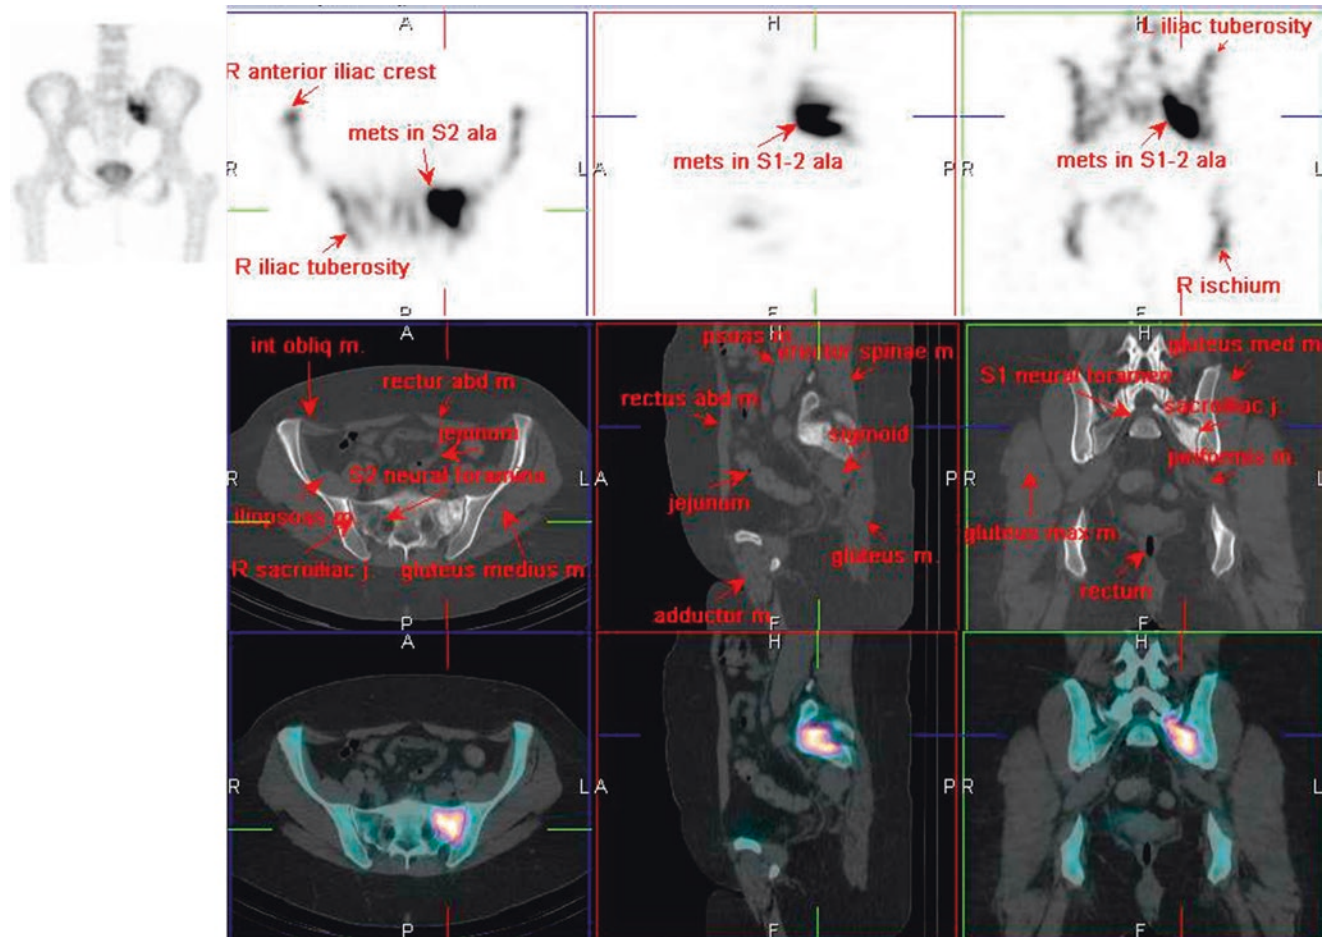 A
R anterior iliac crest
mets in S2 ala
R
R iliac tuberosity
P
H
mets in S1-2 ala
A
P
F
H
L iliac tuberosity
mets in S1-2 ala
R
L
R ischium
F
A
int obliq m.
rectur abd m
jejunum
S2 neural foramina
R
iliopsoas m
R sacroiliac j.
gluteus medius m
P
H
psoas m
erector spinae m
rectus abd m
sigmoid
A
P
jejunum
gluteus m.
adductor m
F
H
gluteus med m
S1 neural foramen
sacroiliac j.
piriformis m.
R
L
gluteus max m
rectum
F
A
R
L
P
H
A
P
F
H
R
L
F